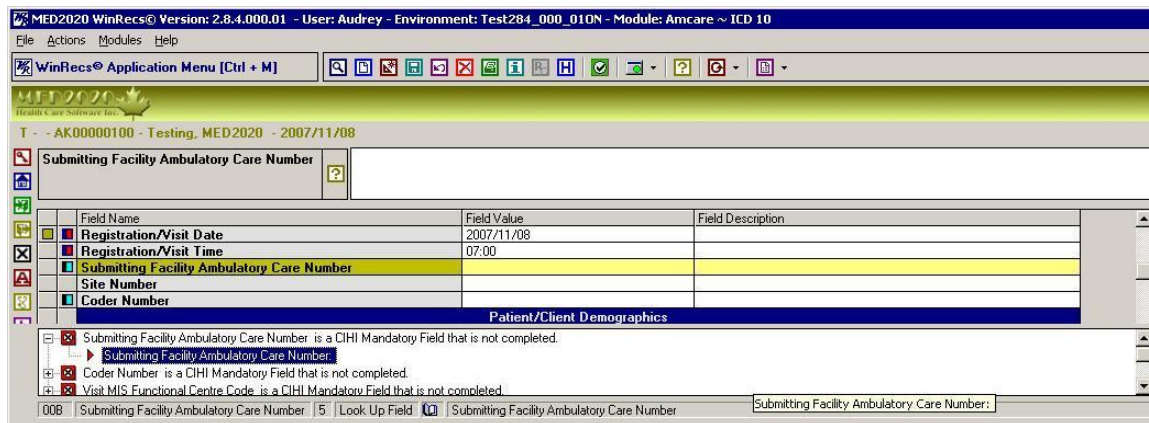 MED2020 WinRecs© Version: 2.8.4.000.01 - User: Audrey - Environment: Test284_000_01ON - Module: Amcare ~ ICD 10
File Actions Modules Help
WinRecs© Application Menu [Ctrl + M]
MED2020
Health Care Software Inc.
T - - AK00000100 - Testing, MED2020 - 2007/11/08
Submitting Facility Ambulatory Care Number
Field Name Field Value Field Description
Registration/Visit Date 2007/11/08
Registration/Visit Time 07:00
Submitting Facility Ambulatory Care Number
Site Number
Coder Number
Patient/Client Demographics
Submitting Facility Ambulatory Care Number is a CIHI Mandatory Field that is not completed.
Submitting Facility Ambulatory Care Number:
Coder Number is a CIHI Mandatory Field that is not completed.
Visit MIS Functional Centre Code is a CIHI Mandatory Field that is not completed.
00B Submitting Facility Ambulatory Care Number 5 Look Up Field Submitting Facility Ambulatory Care Number
Submitting Facility Ambulatory Care Number: